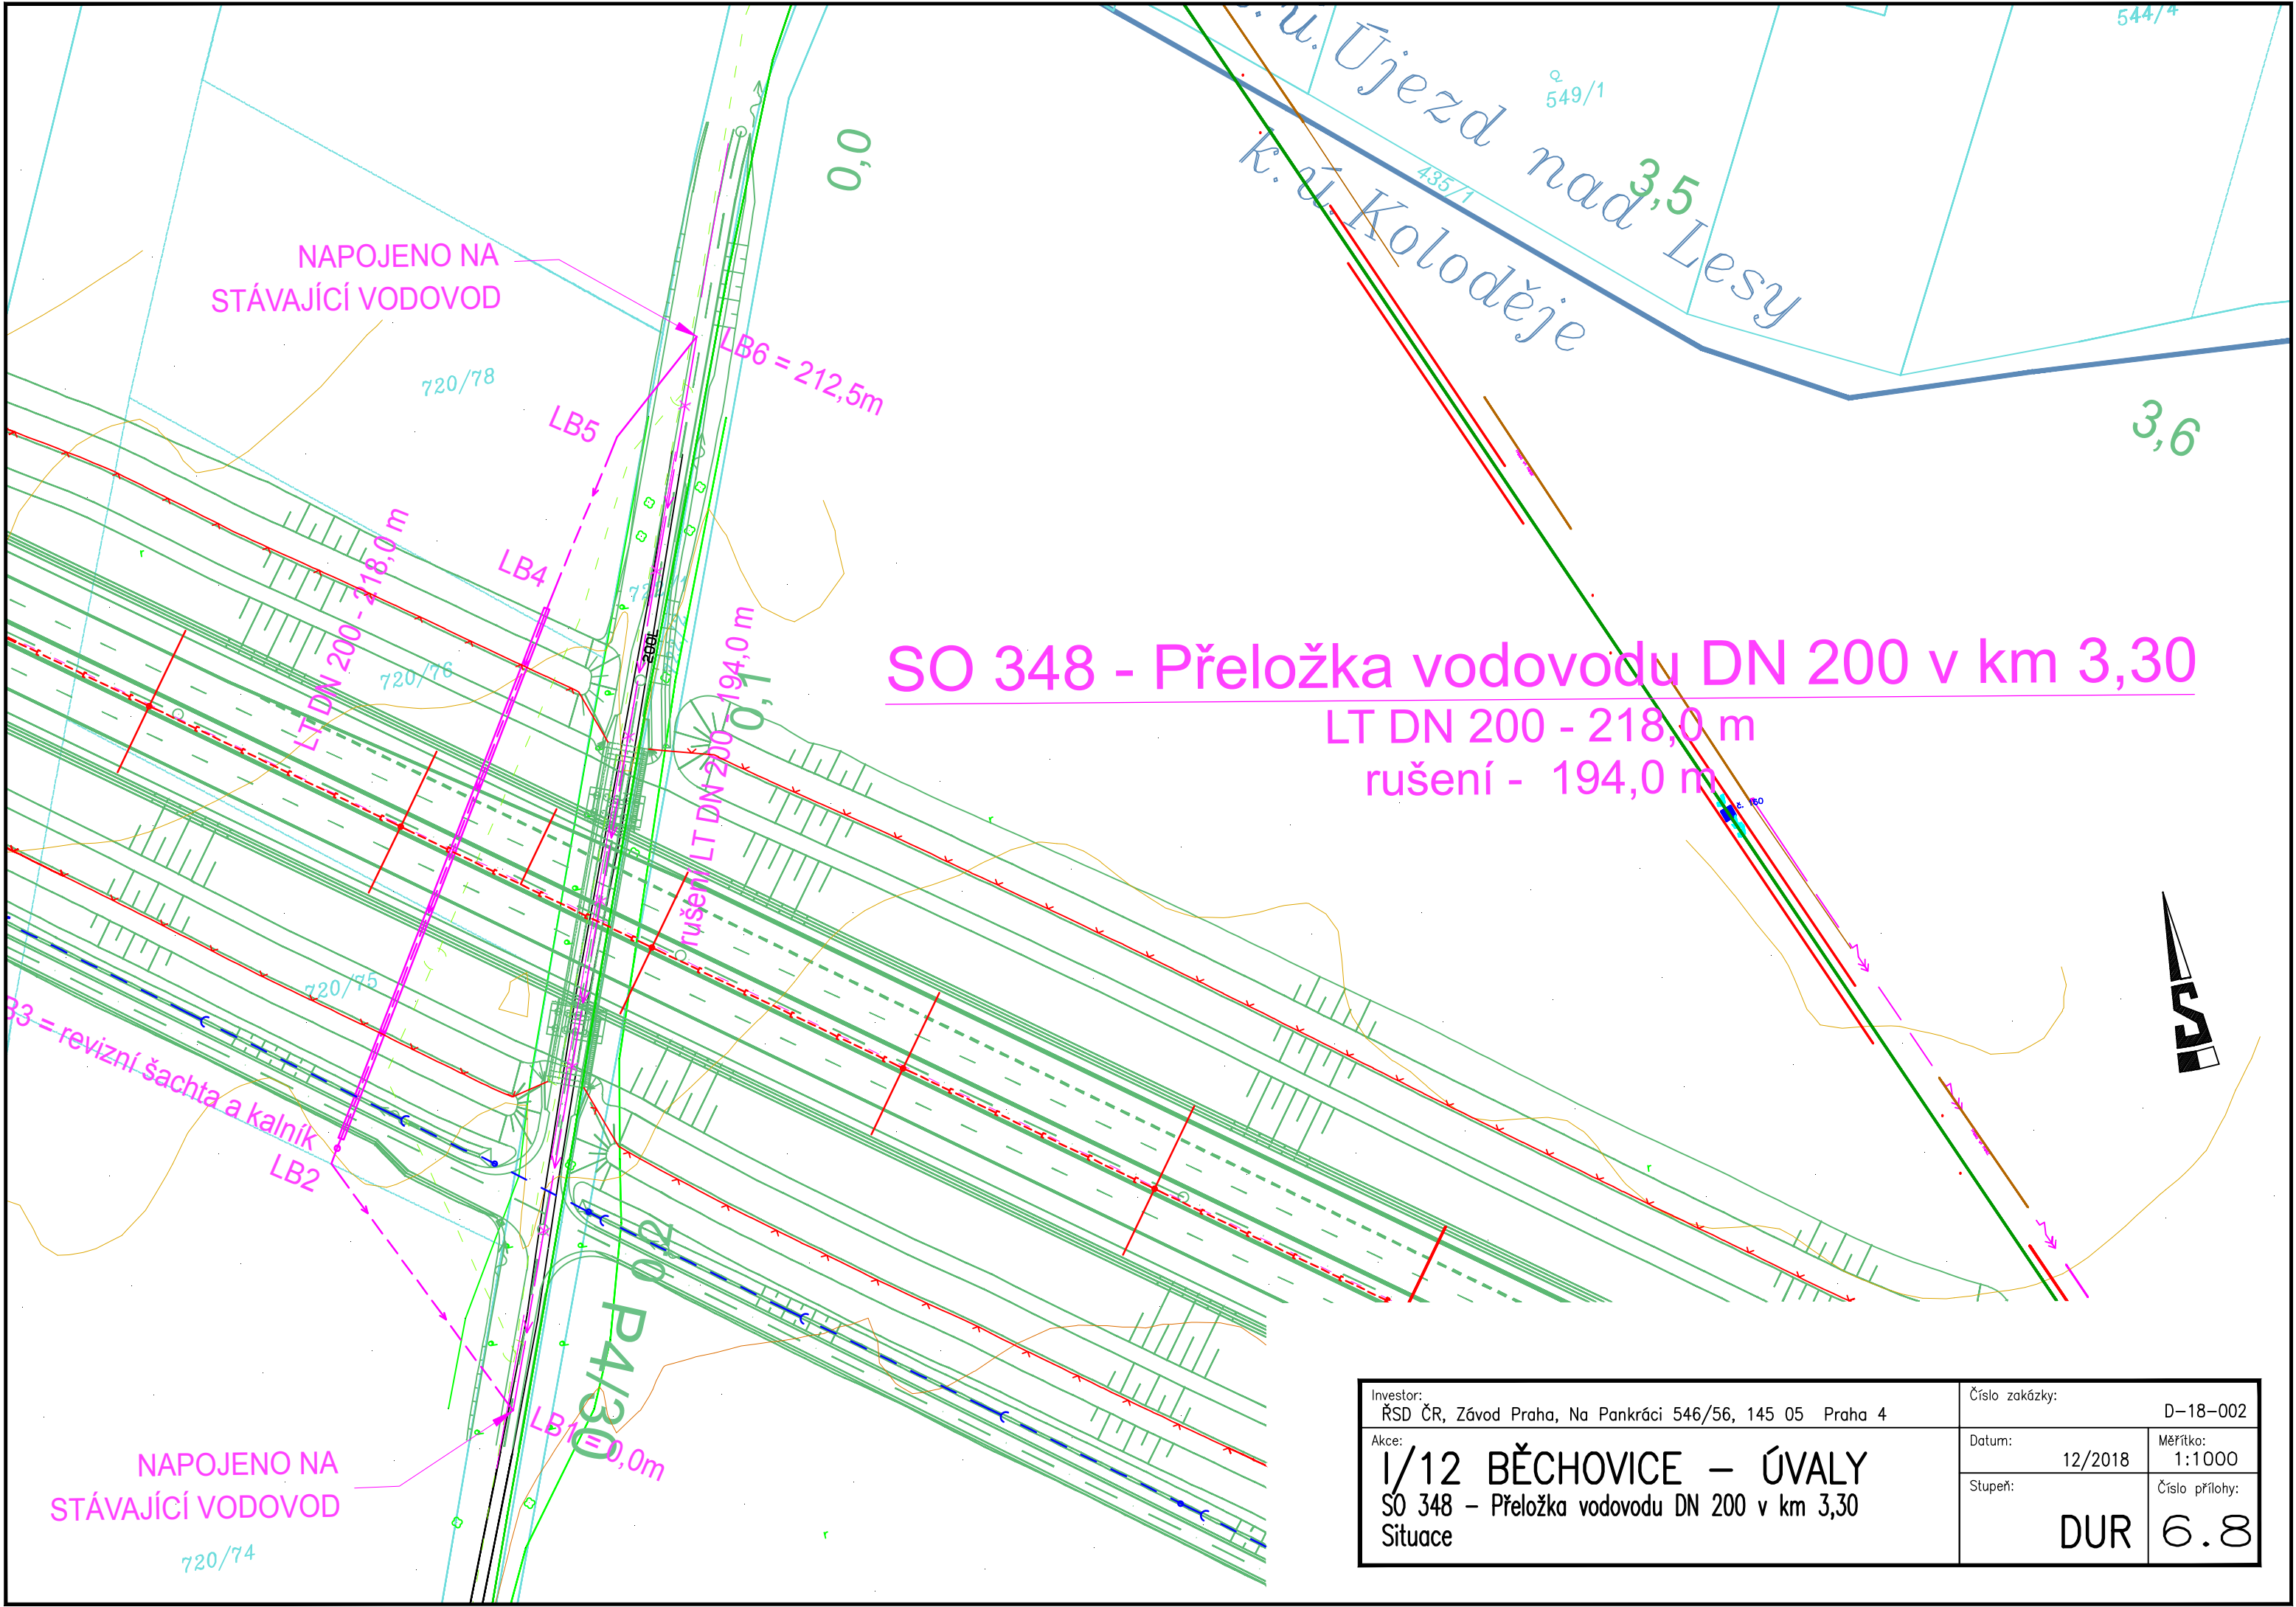 544/4
k.ú. Újezd nad Lesy
549/1
435/1
k.ú. Koloděje
3,5
3,6
0,0
NAPOJENO NA
STÁVAJÍCÍ VODOVOD
LB6 = 212,5m
720/78
LB5
LB4
LT DN 200 - 218,0 m
720/76
200L
rušení LT DN 200 - 194,0 m
1,0
SO 348 - Přeložka vodovodu DN 200 v km 3,30
LT DN 200 - 218,0 m
rušení - 194,0 m
č. 160
720/75
B3 = revizní šachta a kalník
LB2
S
P4/30
LB1 = 0,0m
NAPOJENO NA
STÁVAJÍCÍ VODOVOD
720/74
Investor:
ŘSD ČR, Závod Praha, Na Pankráci 546/56, 145 05 Praha 4
Číslo zakázky:
D-18-002
Akce:
I/12 BĚCHOVICE – ÚVALY
SO 348 – Přeložka vodovodu DN 200 v km 3,30
Situace
Datum:
12/2018
Měřítko:
1:1000
Stupeň:
DUR
Číslo přílohy:
6.8